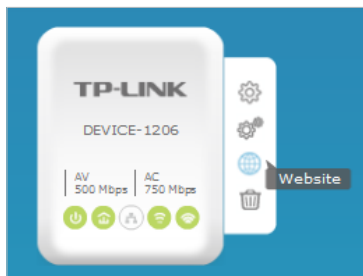 TP-LINK
DEVICE-1206
AV AC
500 Mbps 750 Mbps
Website